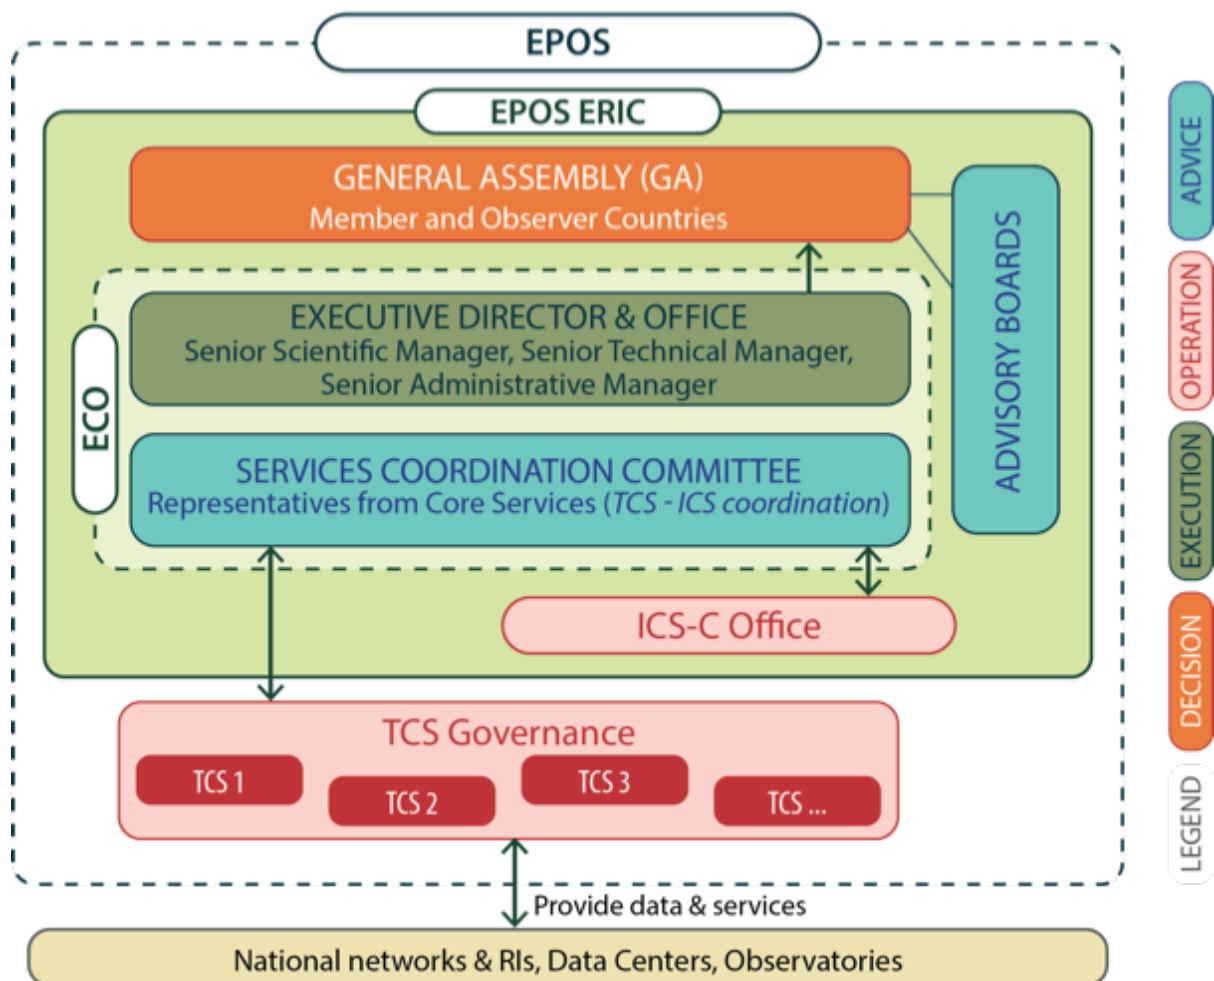 EPOS
EPOS ERIC
GENERAL ASSEMBLY (GA)
Member and Observer Countries
EXECUTIVE DIRECTOR & OFFICE
Senior Scientific Manager, Senior Technical Manager,
Senior Administrative Manager
ECO
SERVICES COORDINATION COMMITTEE
Representatives from Core Services (TCS - ICS coordination)
ADVISORY BOARDS
ICS-C Office
TCS Governance
TCS 1
TCS 2
TCS 3
TCS ...
Provide data & services
National networks & RIs, Data Centers, Observatories
ADVICE
OPERATION
EXECUTION
DECISION
LEGEND